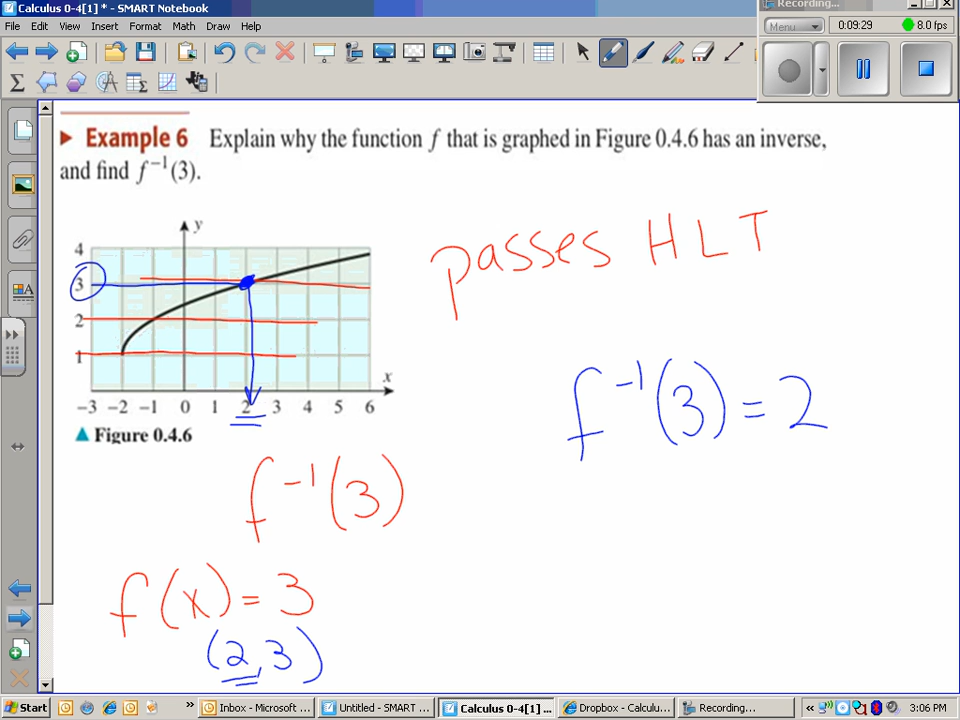 Calculus 0-4[1] * - SMART Notebook
Recording...
File Edit View Insert Format Math Draw Help
Menu 0:09:29 8.0 fps
Example 6 Explain why the function f that is graphed in Figure 0.4.6 has an inverse,
and find f⁻¹(3).
passes HLT
y
4
3
2
1
x
−3 −2 −1 0 1 2 3 4 5 6
Figure 0.4.6
f⁻¹(3) = 2
f⁻¹(3)
f(x) = 3
(2,3)
Start Inbox - Microsoft ... Untitled - SMART ... Calculus 0-4[1] ... Dropbox - Calculu... Recording... 3:06 PM